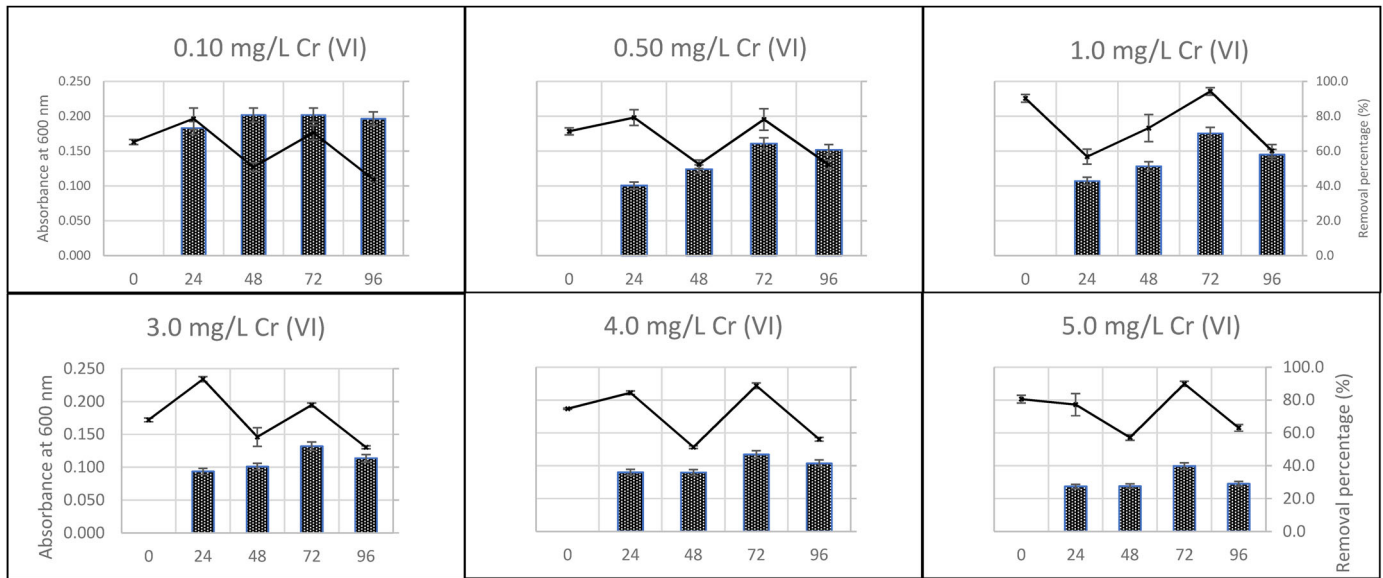 0.10 mg/L Cr (VI)
Absorbance at 600 nm
0.250
0.200
0.150
0.100
0.050
0.000
0 24 48 72 96
0.50 mg/L Cr (VI)
0 24 48 72 96
1.0 mg/L Cr (VI)
100.0
80.0
60.0
40.0
20.0
0.0
Removal percentage (%)
0 24 48 72 96
3.0 mg/L Cr (VI)
Absorbance at 600 nm
0.250
0.200
0.150
0.100
0.050
0.000
0 24 48 72 96
4.0 mg/L Cr (VI)
0 24 48 72 96
5.0 mg/L Cr (VI)
100.0
80.0
60.0
40.0
20.0
0.0
Removal percentage (%)
0 24 48 72 96